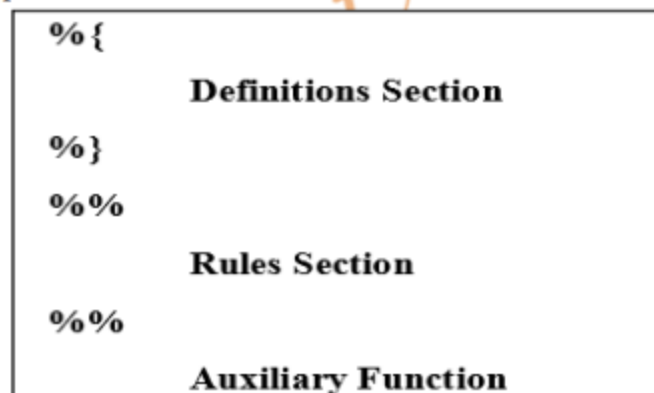 %{
Definitions Section
%}
%%
Rules Section
%%
Auxiliary Function